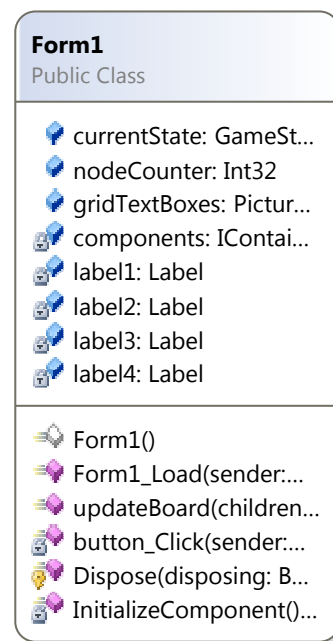 Form1
Public Class
currentState: GameSt...
nodeCounter: Int32
gridTextBoxes: Pictur...
components: IContai...
label1: Label
label2: Label
label3: Label
label4: Label
Form1()
Form1_Load(sender:...
updateBoard(children...
button_Click(sender:...
Dispose(disposing: B...
InitializeComponent()...